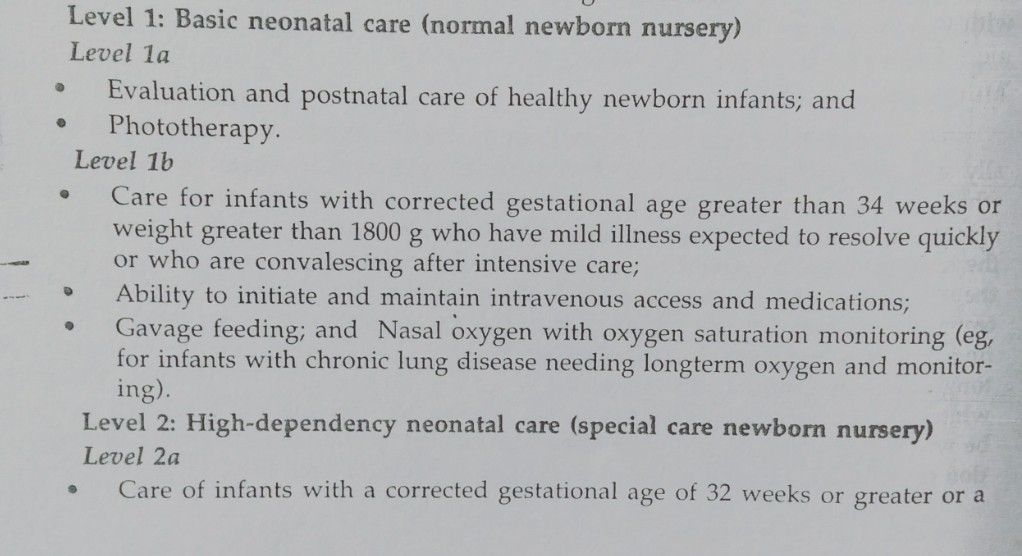 Level 1: Basic neonatal care (normal newborn nursery)
Level 1a
• Evaluation and postnatal care of healthy newborn infants; and
• Phototherapy.
Level 1b
• Care for infants with corrected gestational age greater than 34 weeks or
weight greater than 1800 g who have mild illness expected to resolve quickly
or who are convalescing after intensive care;
• Ability to initiate and maintain intravenous access and medications;
• Gavage feeding; and Nasal oxygen with oxygen saturation monitoring (eg,
for infants with chronic lung disease needing longterm oxygen and monitor-
ing).
Level 2: High-dependency neonatal care (special care newborn nursery)
Level 2a
• Care of infants with a corrected gestational age of 32 weeks or greater or a